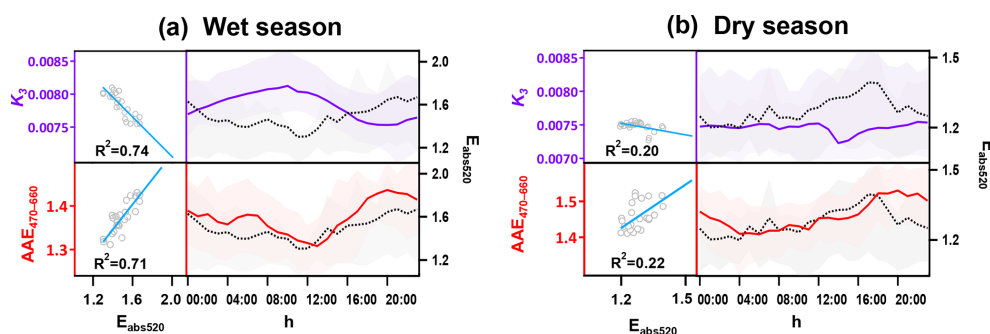 (a) Wet season
0.0085
0.0080
0.0075
K3
R²=0.74
2.0
1.6
1.2
Eabs520
1.4
1.3
AAE470–660
R²=0.71
2.0
1.6
1.2
1.2 1.6 2.0
Eabs520
00:00 04:00 08:00 12:00 16:00 20:00
h
(b) Dry season
0.0085
0.0080
0.0075
0.0070
K3
R²=0.20
1.5
1.2
Eabs520
1.5
1.4
AAE470–660
R²=0.22
1.5
1.2
1.2 1.5
Eabs520
00:00 04:00 08:00 12:00 16:00 20:00
h